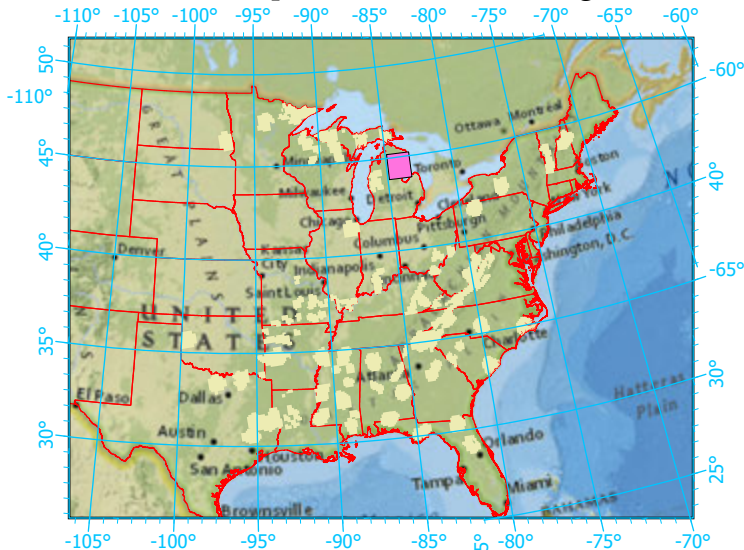 -110° -105° -100° -95° -90° -85° -80° -75° -70° -65° -60°
50°
-60°
-110°
Montreal
Ottawa
45°
Toronto
Boston
40°
Milwaukee
Detroit
Cleveland
New York
Chicago
Pittsburgh
Philadelphia
Columbus
40°
Denver
Kansas
City
Indianapolis
Washington, D.C.
-65°
Saint Louis
GREAT PLAINS
UNITED
STATES
35°
Charlotte
Atlanta
30°
Hatteras
Plain
El Paso
Dallas
Austin
30°
Orlando
Houston
San Antonio
25°
Tampa
Miami
Brownsville
BAHAMAS
-105° -100° -95° -90° -85° -80° -75° -70°